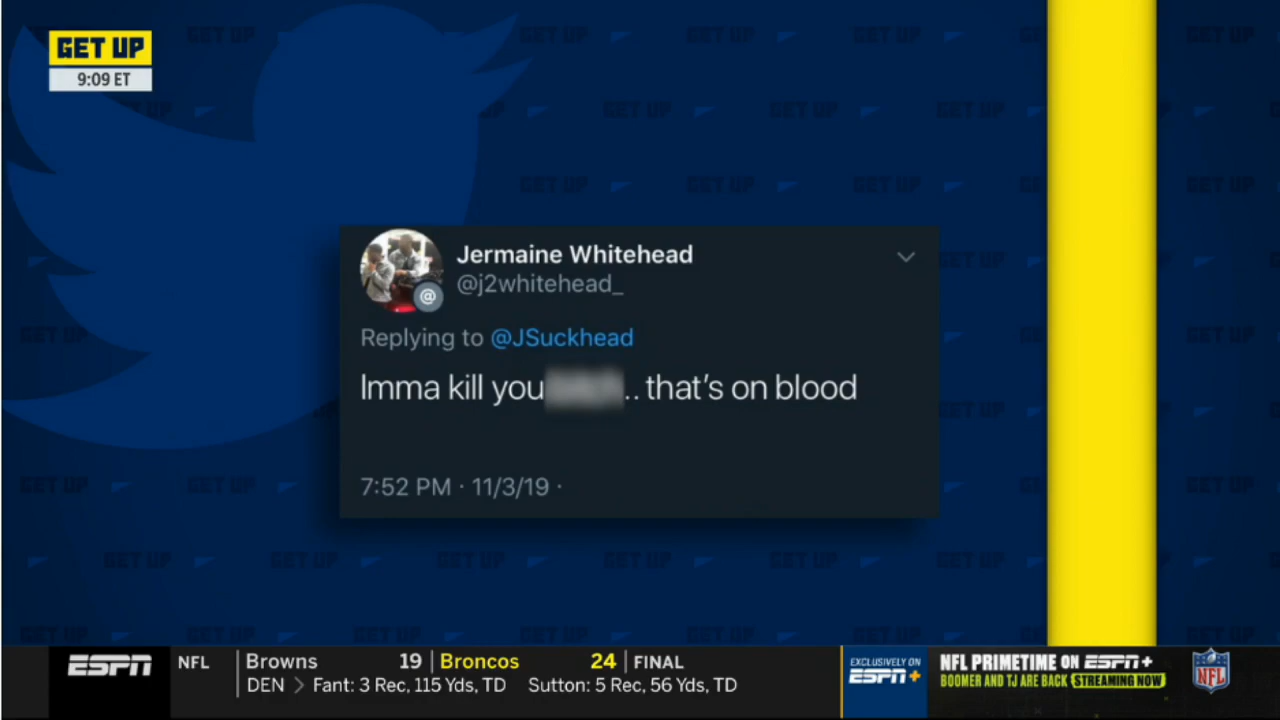 GET UP
9:09 ET
Jermaine Whitehead
@j2whitehead_
@
Replying to @JSuckhead
Imma kill you .. that's on blood
7:52 PM · 11/3/19 ·
ESPN NFL Browns 19 Broncos 24 FINAL
DEN > Fant: 3 Rec, 115 Yds, TD Sutton: 5 Rec, 56 Yds, TD
EXCLUSIVELY ON
ESPN+
NFL PRIMETIME ON ESPN+
BOOMER AND TJ ARE BACK STREAMING NOW
NFL